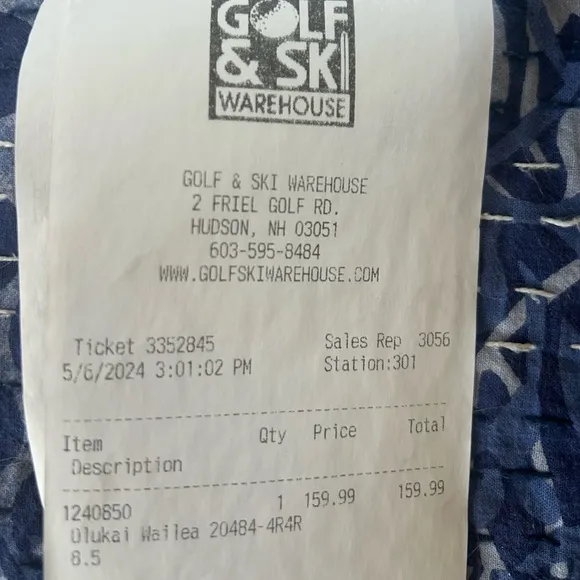 GOLF
& SKI
WAREHOUSE
GOLF & SKI WAREHOUSE
2 FRIEL GOLF RD.
HUDSON, NH 03051
603-595-8484
WWW.GOLFSKIWAREHOUSE.COM
Ticket 3352845 Sales Rep 3056
5/6/2024 3:01:02 PM Station:301
Item Qty Price Total
Description
1240850 1 159.99 159.99
Olukai Wailea 20484-4R4R
8.5